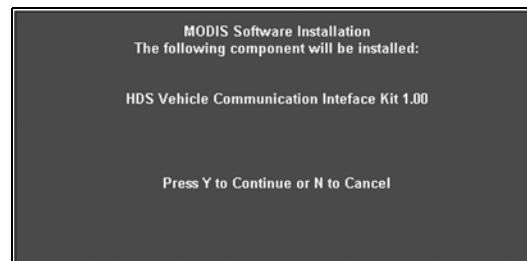 MODIS Software Installation
The following component will be installed:
HDS Vehicle Communication Inteface Kit 1.00
Press Y to Continue or N to Cancel